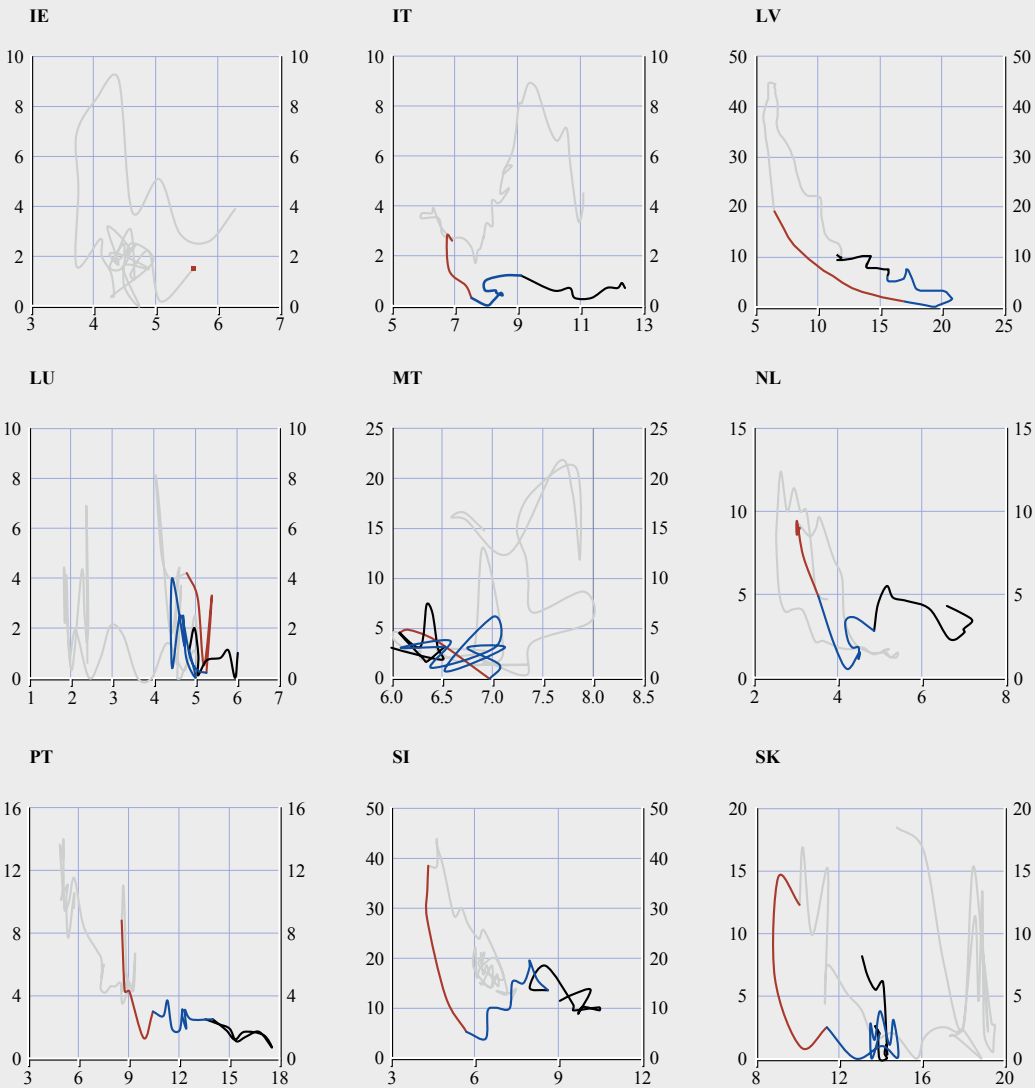 IE IT LV
10 10 10 10 50 50
8 8 8 8 40 40
6 6 6 6 30 30
4 4 4 4 20 20
2 2 2 2 10 10
0 0 0 0 0 0
3 4 5 6 7 5 7 9 11 13 5 10 15 20 25
LU MT NL
10 10 25 25 15 15
8 8 20 20
6 6 15 15 10 10
4 4 10 10 5 5
2 2 5 5
0 0 0 0 0 0
1 2 3 4 5 6 7 6.0 6.5 7.0 7.5 8.0 8.5 2 4 6 8
PT SI SK
16 16 50 50 20 20
12 12 40 40 15 15
8 8 30 30 10 10
4 4 20 20 5 5
10 10
0 0 0 0 0 0
3 6 9 12 15 18 3 6 9 12 8 12 16 20